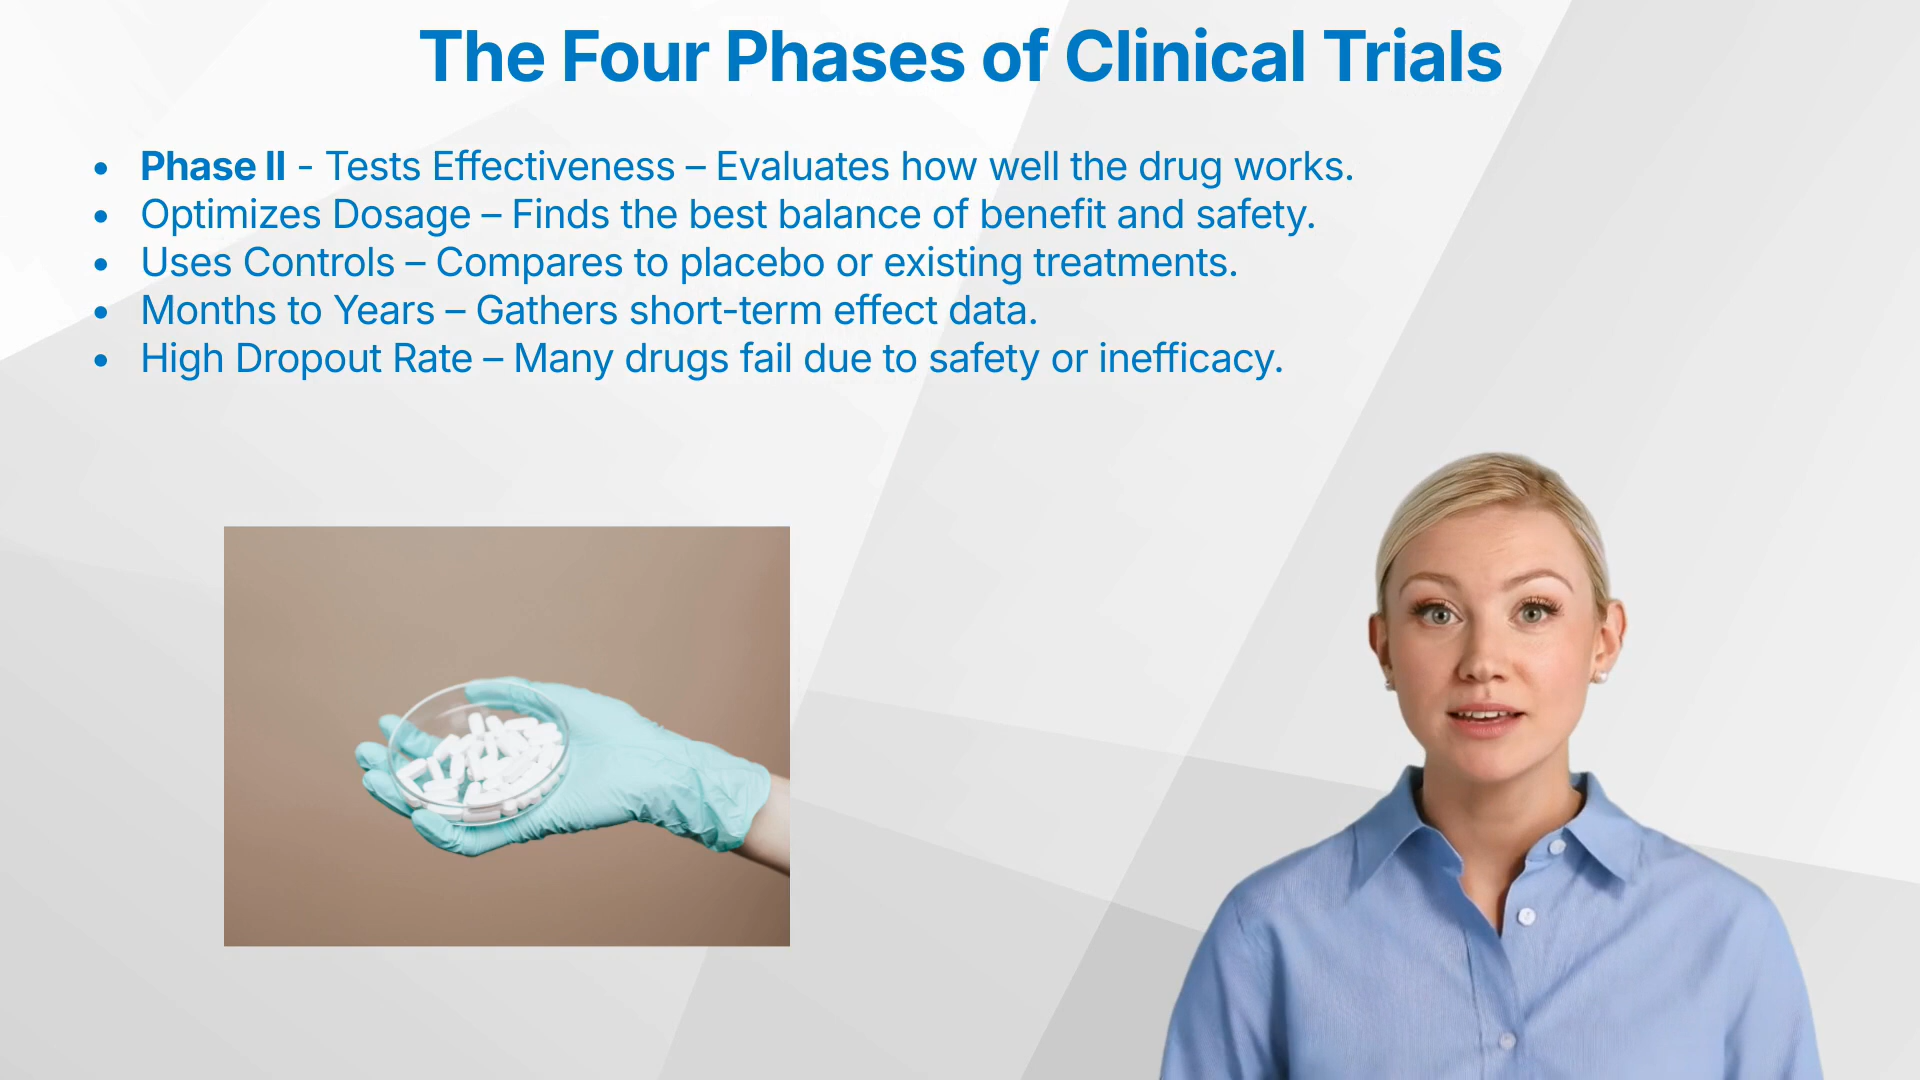 The Four Phases of Clinical Trials
• Phase II - Tests Effectiveness – Evaluates how well the drug works.
• Optimizes Dosage – Finds the best balance of benefit and safety.
• Uses Controls – Compares to placebo or existing treatments.
• Months to Years – Gathers short-term effect data.
• High Dropout Rate – Many drugs fail due to safety or inefficacy.